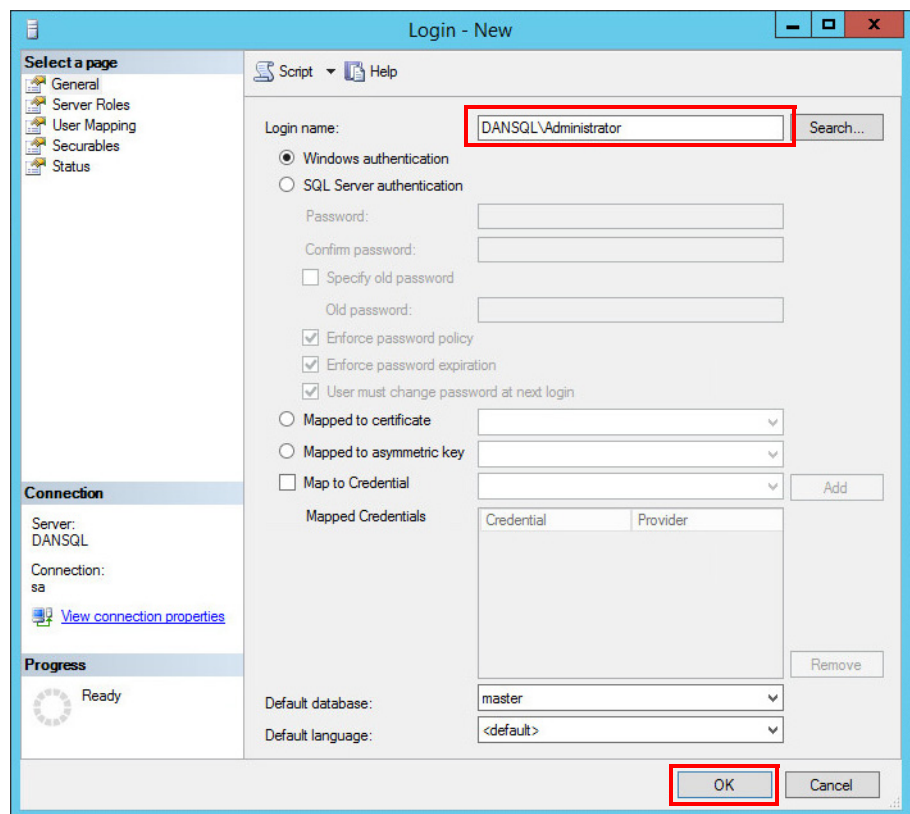 Login - New
Select a page
General
Server Roles
User Mapping
Securables
Status
Connection
Server:
DANSQL
Connection:
sa
View connection properties
Progress
Ready
Script
Help
Login name:
DANSQL\Administrator
Search...
Windows authentication
SQL Server authentication
Password:
Confirm password:
Specify old password
Old password:
Enforce password policy
Enforce password expiration
User must change password at next login
Mapped to certificate
Mapped to asymmetric key
Map to Credential
Add
Mapped Credentials
Credential Provider
Remove
Default database:
master
Default language:
<default>
OK
Cancel